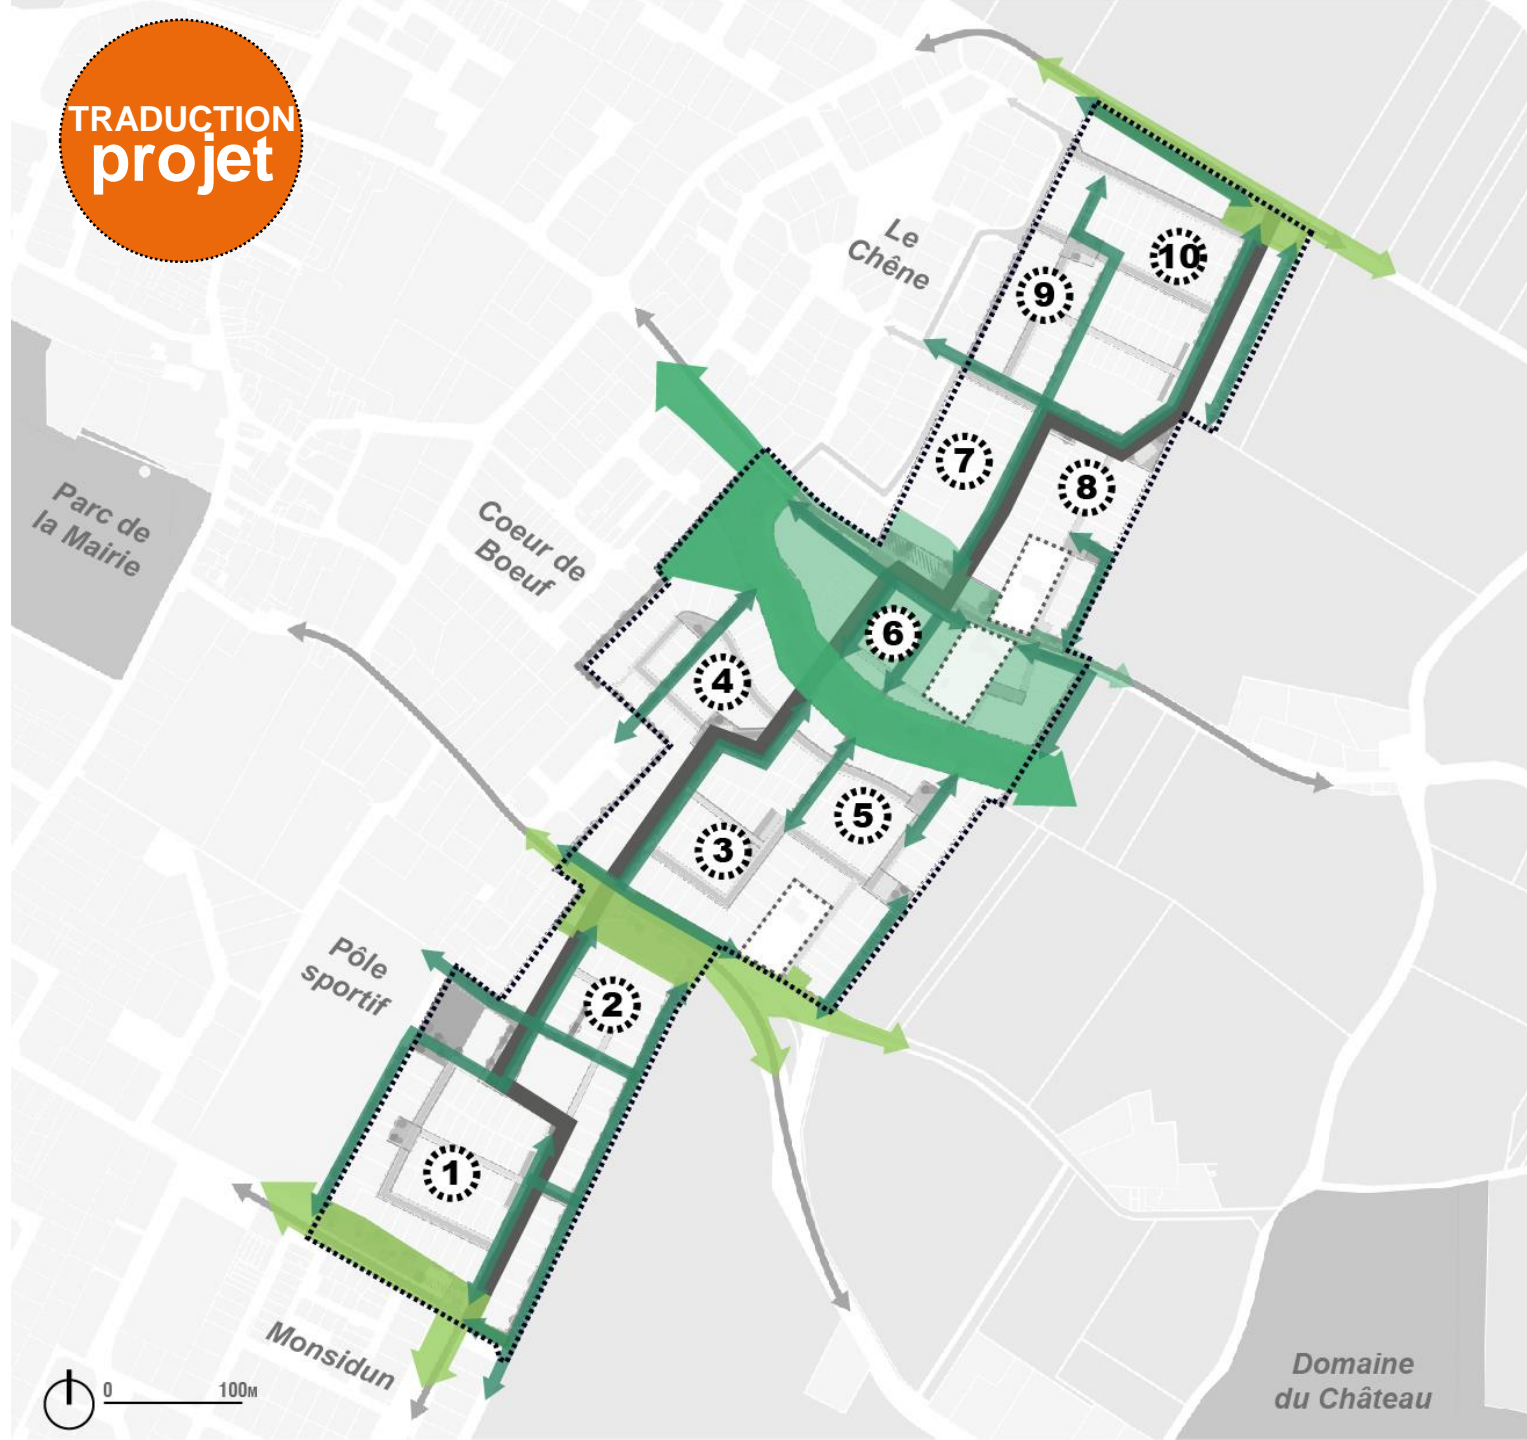 TRADUCTION
projet
Le
Chêne
10
9
7
8
Parc de
la Mairie
Coeur de
Boeuf
6
4
5
3
Pôle
sportif
2
1
Monsidun
0 100M
Domaine
du Château